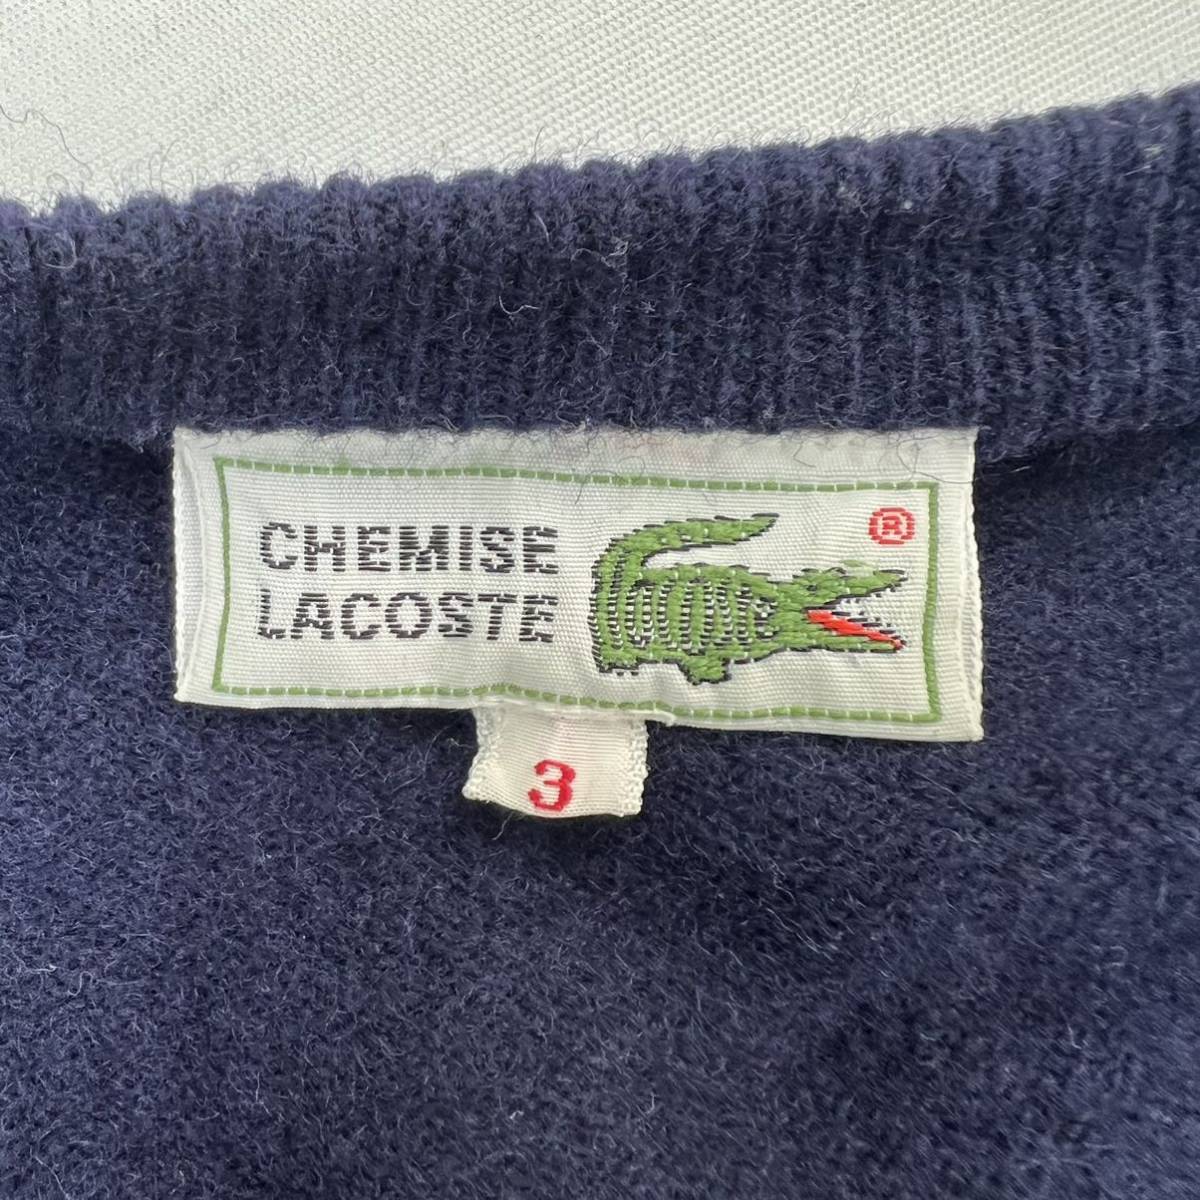 CHEMISE
LACOSTE
®
3